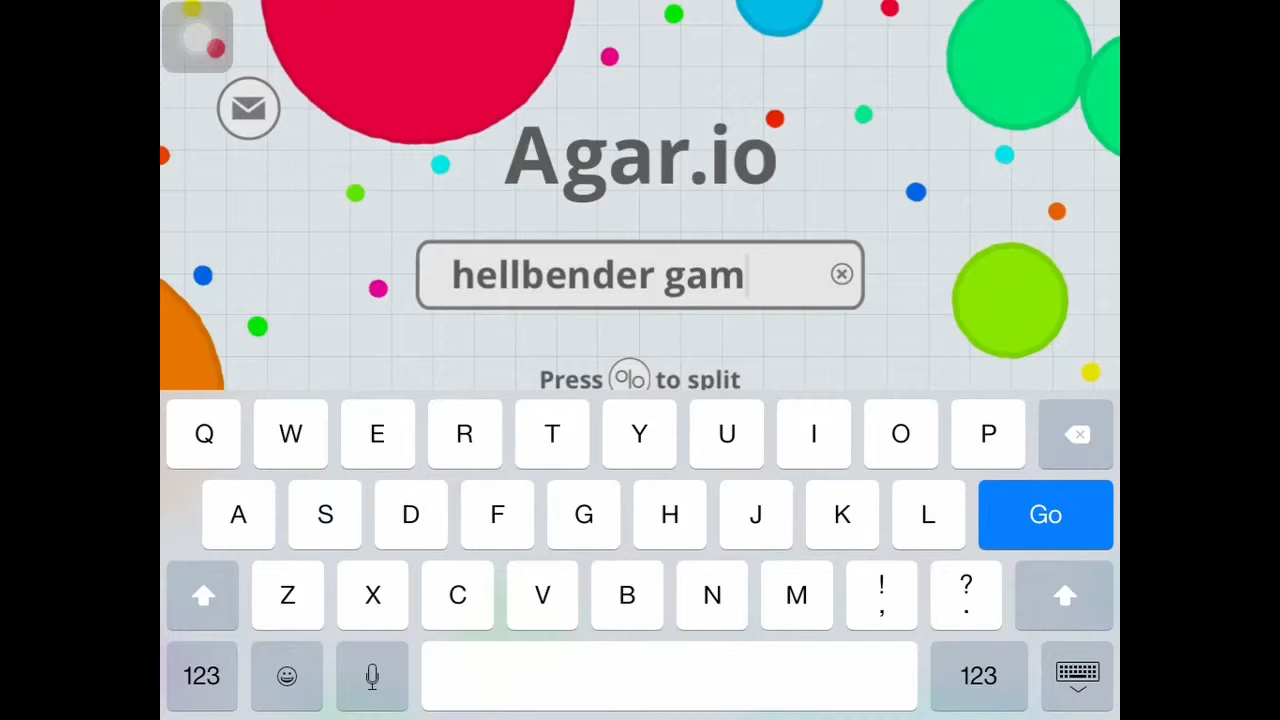 Agar.io
hellbender gam
Press to split
Q W E R T Y U I O P
A S D F G H J K L Go
Z X C V B N M ! , ? .
123 123